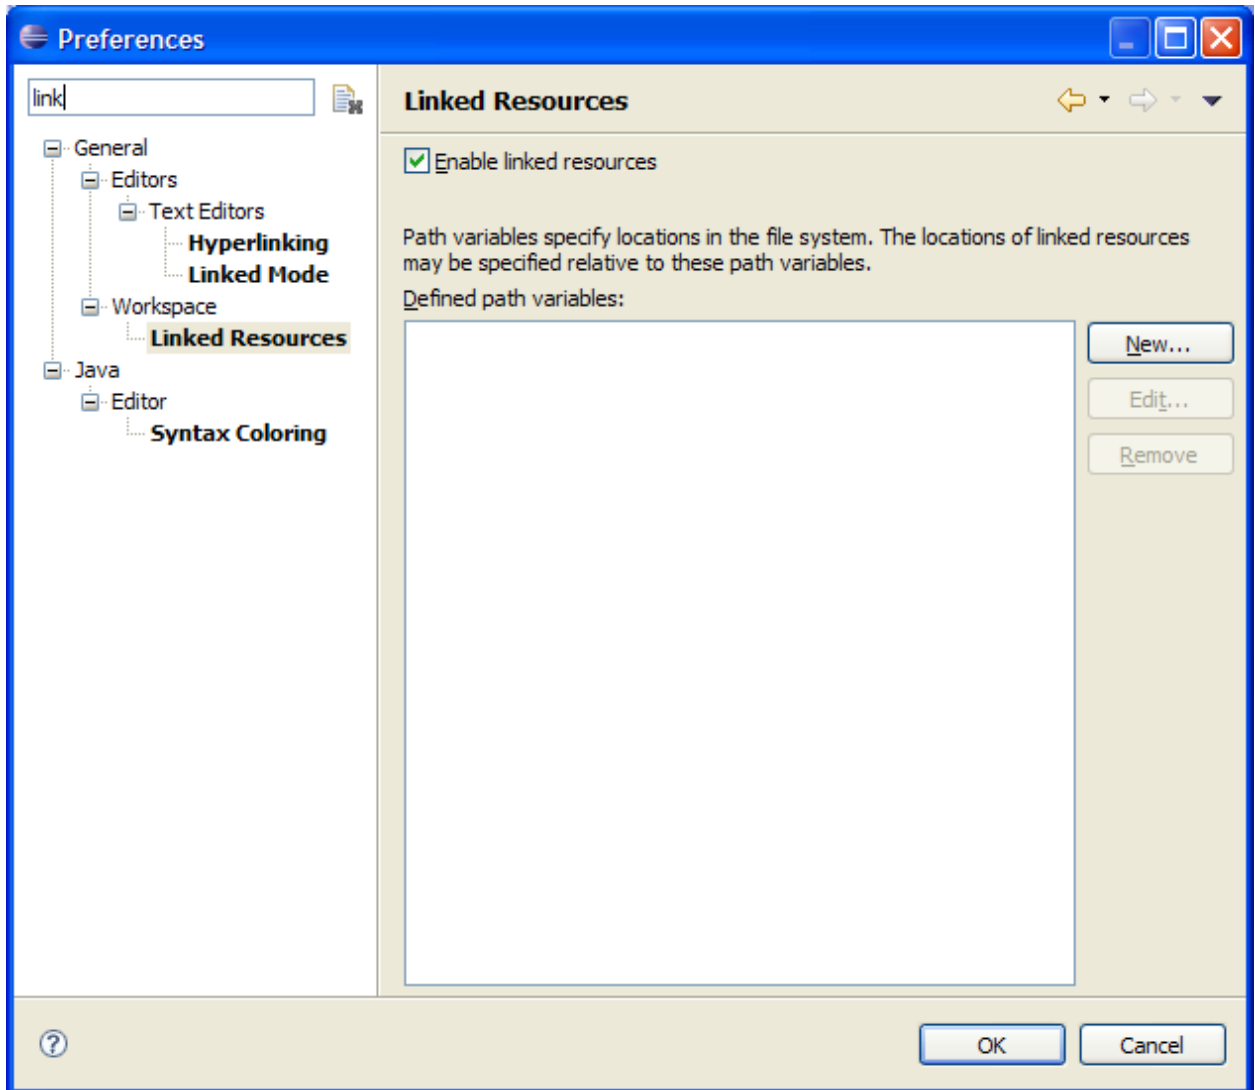 Preferences
link
General
Editors
Text Editors
Hyperlinking
Linked Mode
Workspace
Linked Resources
Java
Editor
Syntax Coloring
Linked Resources
Enable linked resources
Path variables specify locations in the file system. The locations of linked resources
may be specified relative to these path variables.
Defined path variables:
New...
Edit...
Remove
?
OK
Cancel